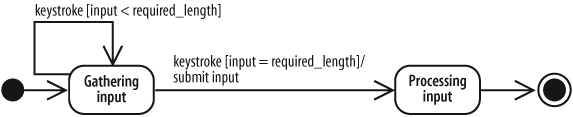 keystroke [input < required_length]
keystroke [input = required_length]/
submit input
Gathering
input
Processing
input